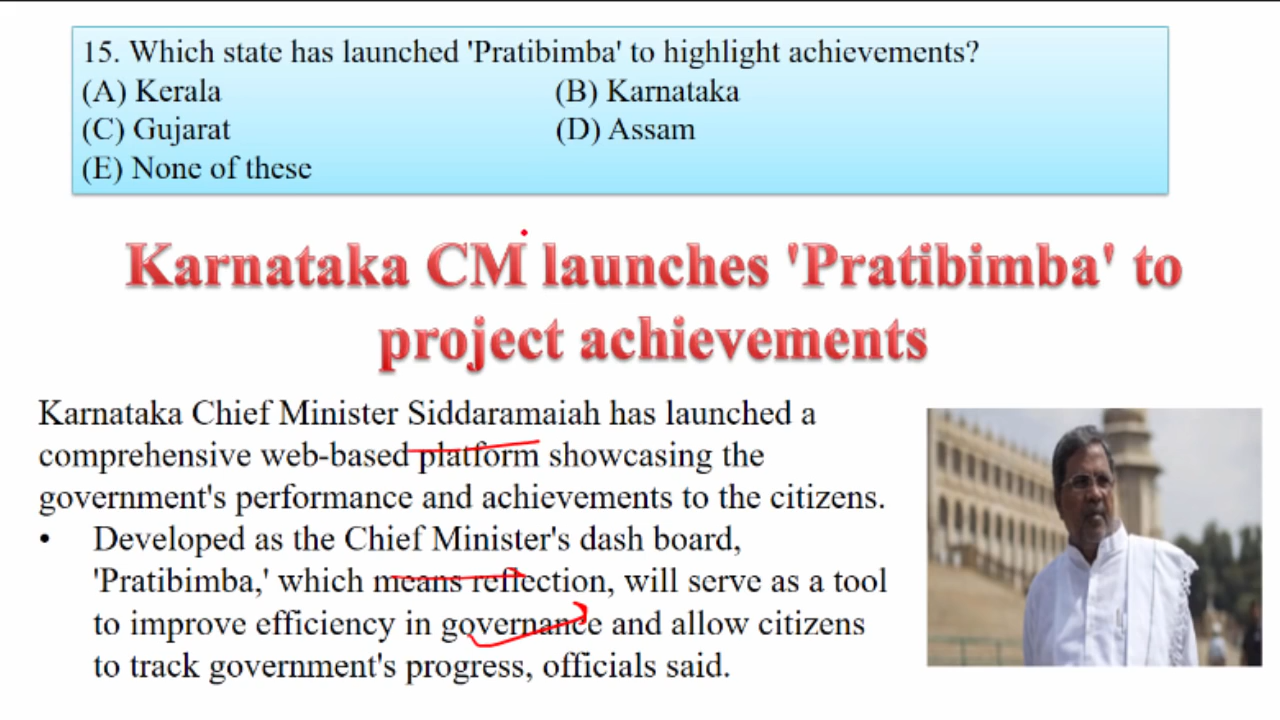 15. Which state has launched 'Pratibimba' to highlight achievements?
(A) Kerala (B) Karnataka
(C) Gujarat (D) Assam
(E) None of these
Karnataka CM launches 'Pratibimba' to
project achievements
Karnataka Chief Minister Siddaramaiah has launched a
comprehensive web-based platform showcasing the
government's performance and achievements to the citizens.
• Developed as the Chief Minister's dash board,
'Pratibimba,' which means reflection, will serve as a tool
to improve efficiency in governance and allow citizens
to track government's progress, officials said.